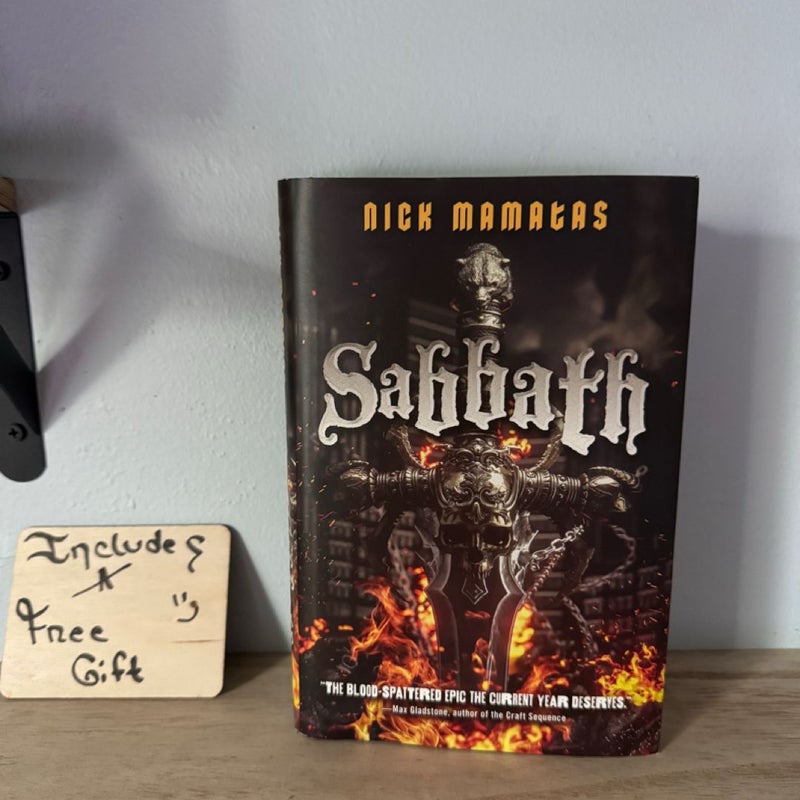 NICK MAMATAS
Sabbath
"THE BLOOD-SPATTERED EPIC THE CURRENT YEAR DESERVES."
—Max Gladstone, author of the Craft Sequence
Includes
A
Free
Gift